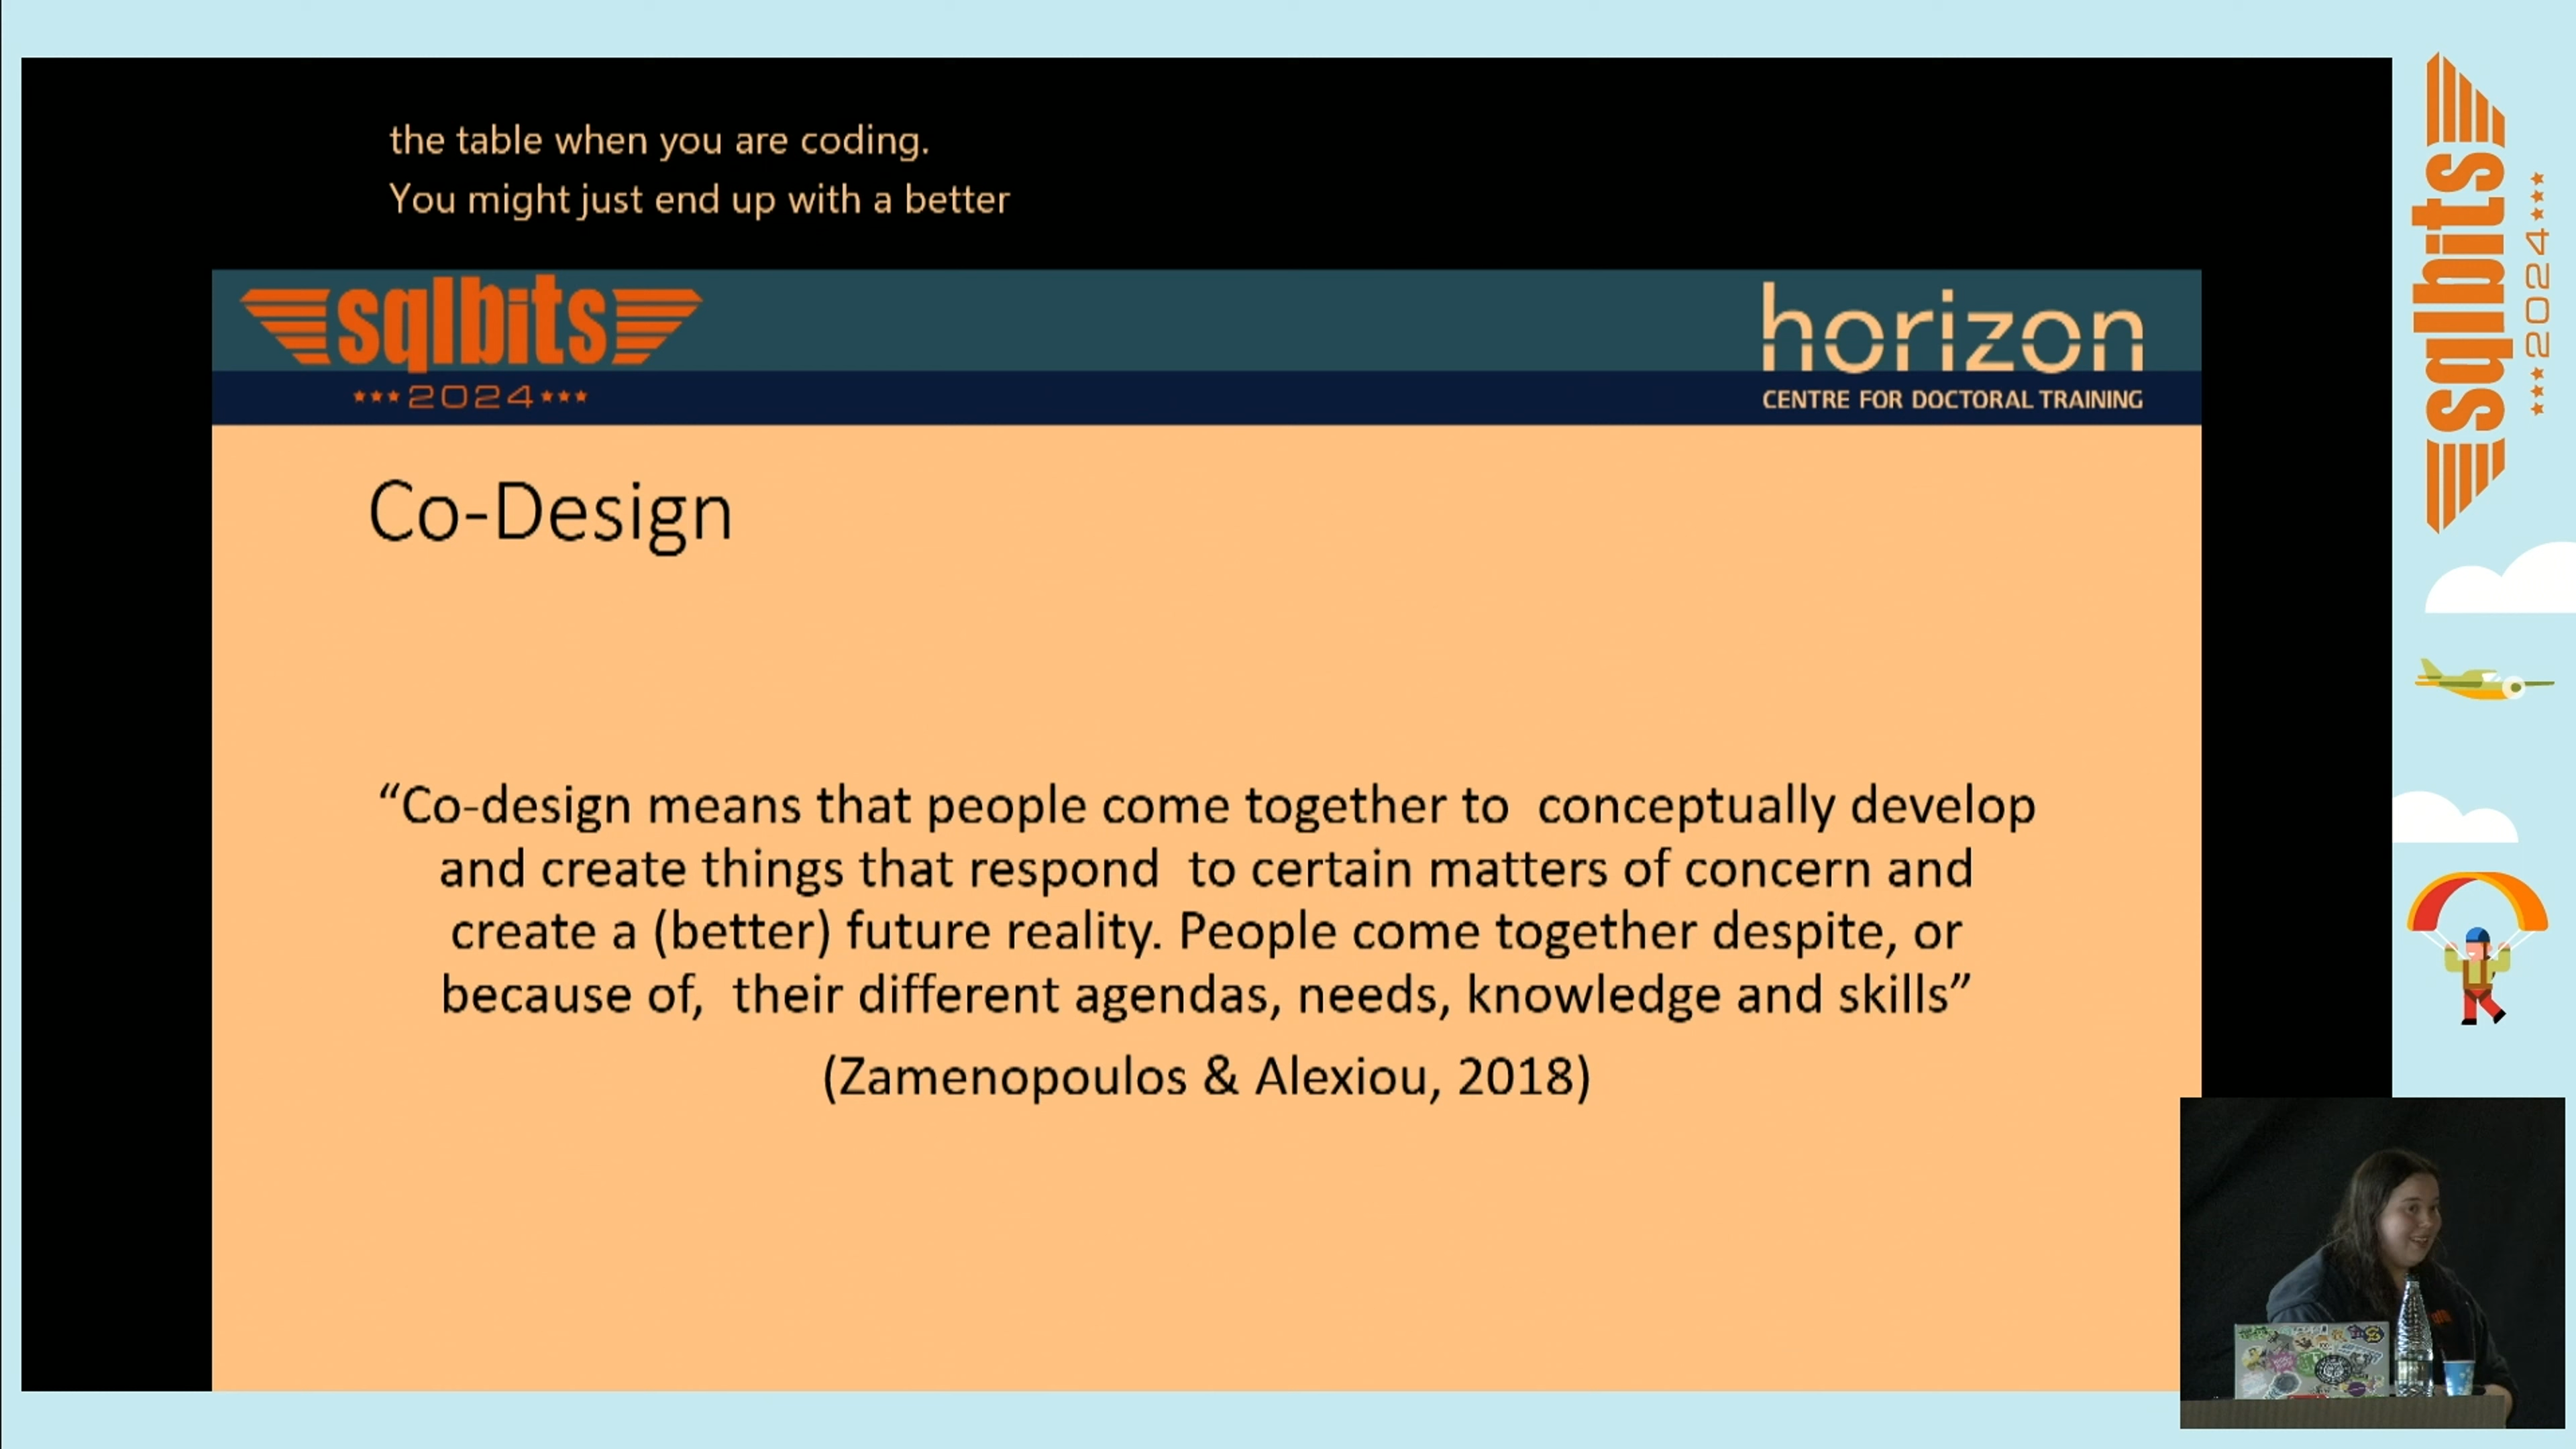 the table when you are coding.
You might just end up with a better
sqlbits
***2024***
horizon
CENTRE FOR DOCTORAL TRAINING
Co-Design
“Co-design means that people come together to  conceptually develop
and create things that respond  to certain matters of concern and
create a (better) future reality. People come together despite, or
because of,  their different agendas, needs, knowledge and skills”
(Zamenopoulos & Alexiou, 2018)
sqlbits
***2024***